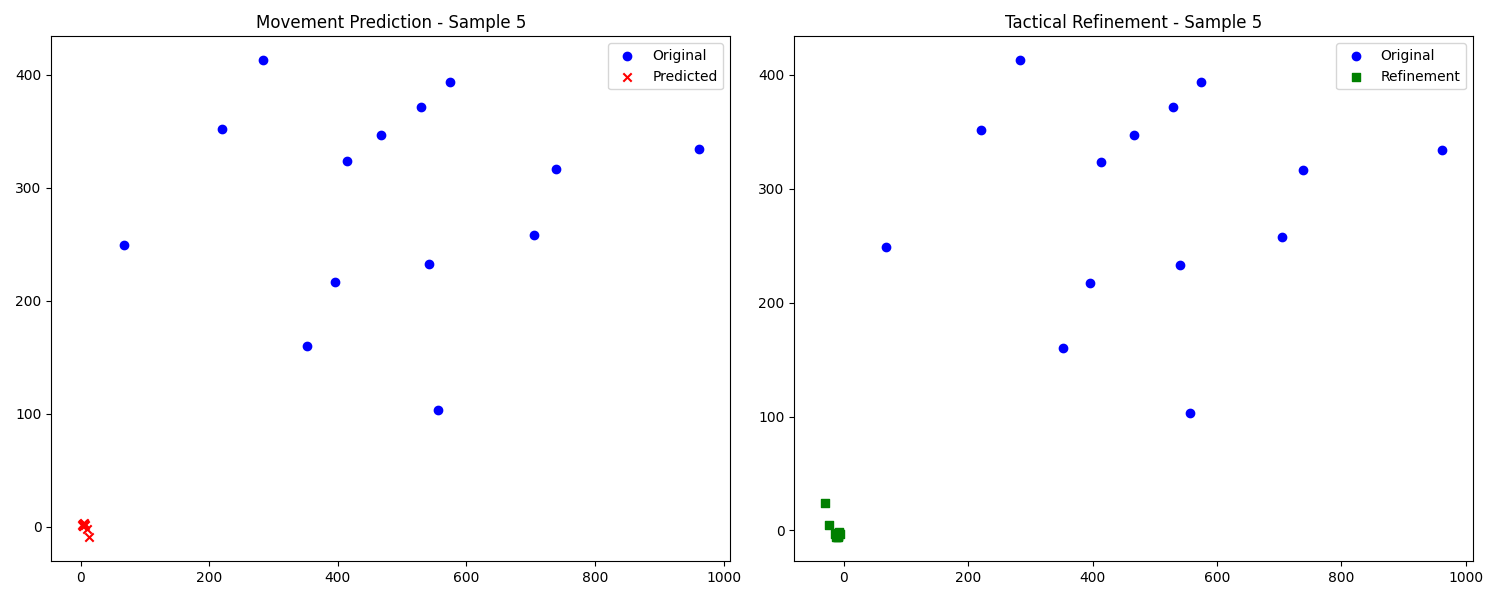 Movement Prediction - Sample 5
Original
Predicted
400
300
200
100
0
0 200 400 600 800 1000
Tactical Refinement - Sample 5
Original
Refinement
400
300
200
100
0
0 200 400 600 800 1000